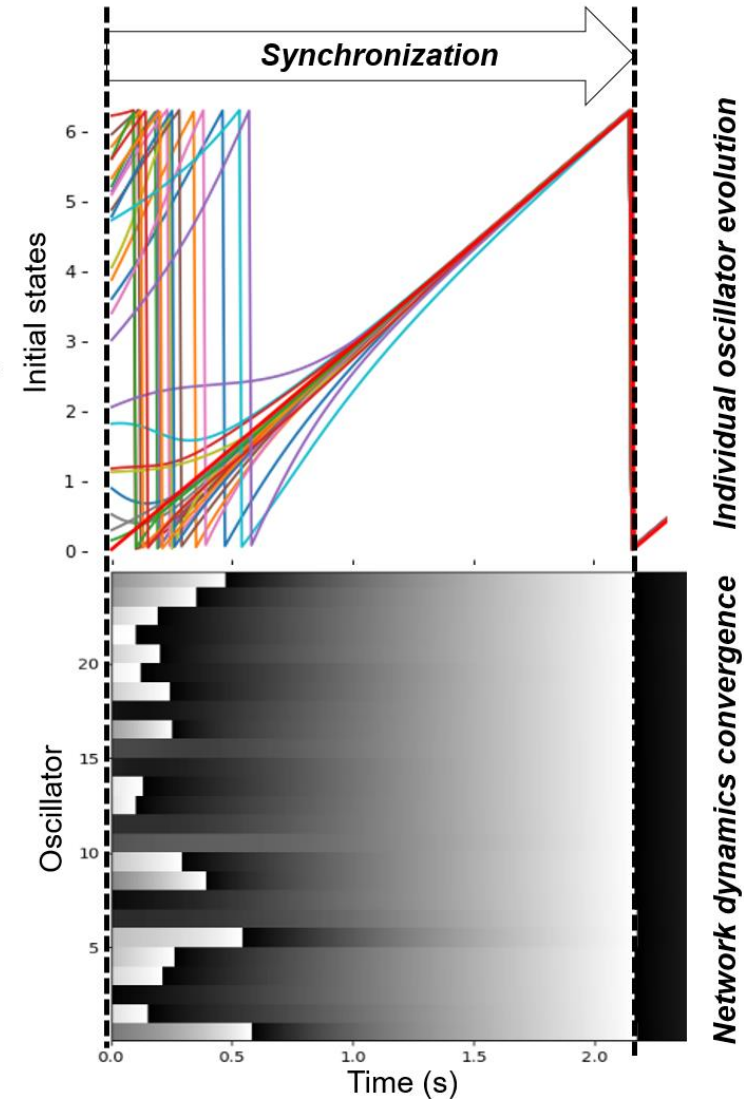 Synchronization
6 -
5 -
4 -
3 -
2 -
1 -
0 -
Initial states
Individual oscillator evolution
20
15
10
5
Oscillator
Network dynamics convergence
0.0 0.5 1.0 1.5 2.0
Time (s)